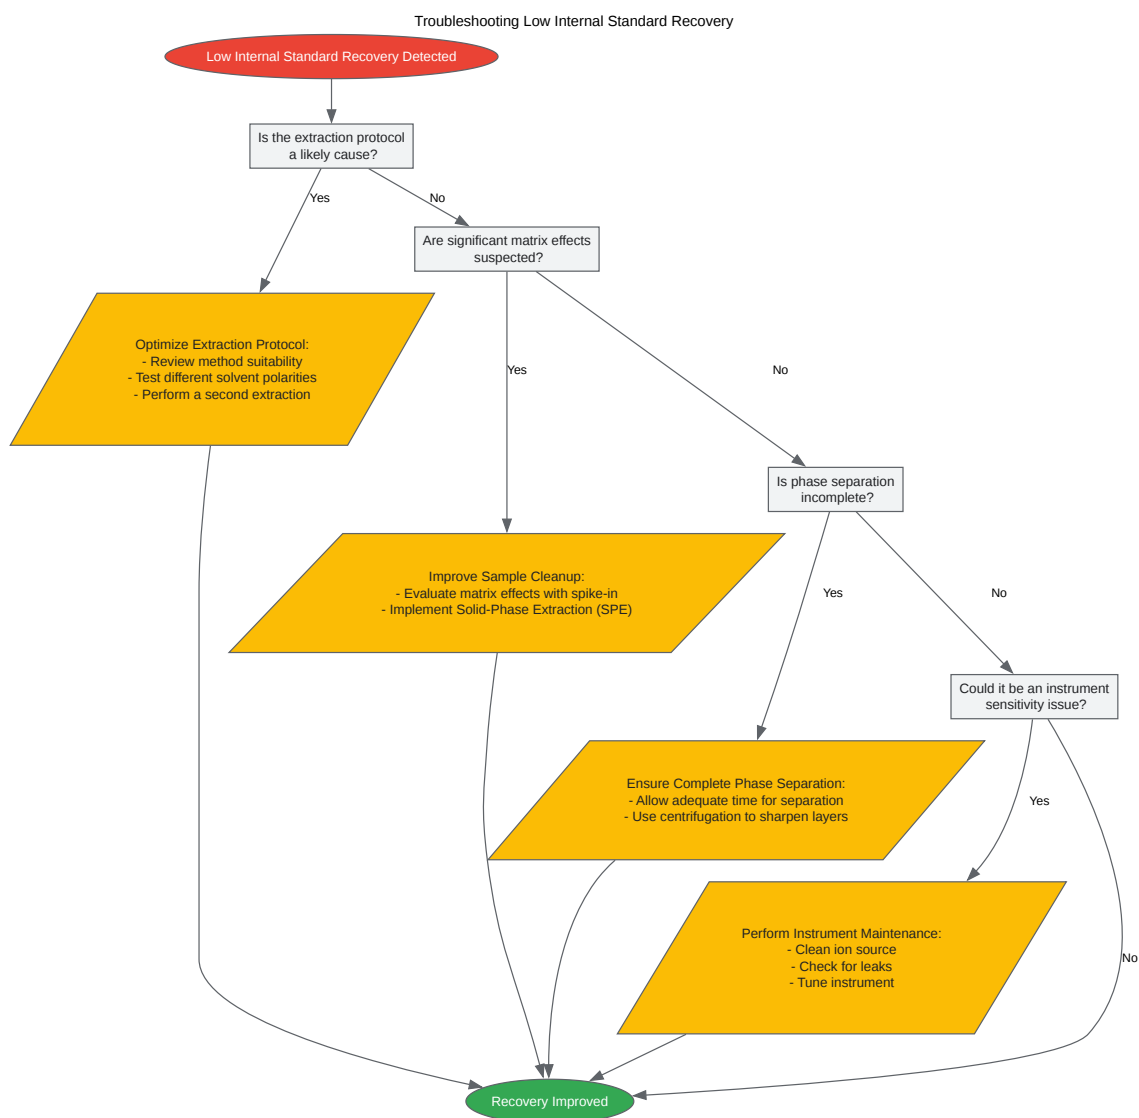 Troubleshooting Low Internal Standard Recovery
Low Internal Standard Recovery Detected
Is the extraction protocol
a likely cause?
Yes
No
Are significant matrix effects
suspected?
Optimize Extraction Protocol:
- Review method suitability
- Test different solvent polarities
- Perform a second extraction
Yes
No
Is phase separation
incomplete?
Improve Sample Cleanup:
- Evaluate matrix effects with spike-in
- Implement Solid-Phase Extraction (SPE)
Yes
No
Could it be an instrument
sensitivity issue?
Ensure Complete Phase Separation:
- Allow adequate time for separation
- Use centrifugation to sharpen layers
Yes
Perform Instrument Maintenance:
- Clean ion source
- Check for leaks
- Tune instrument
No
Recovery Improved